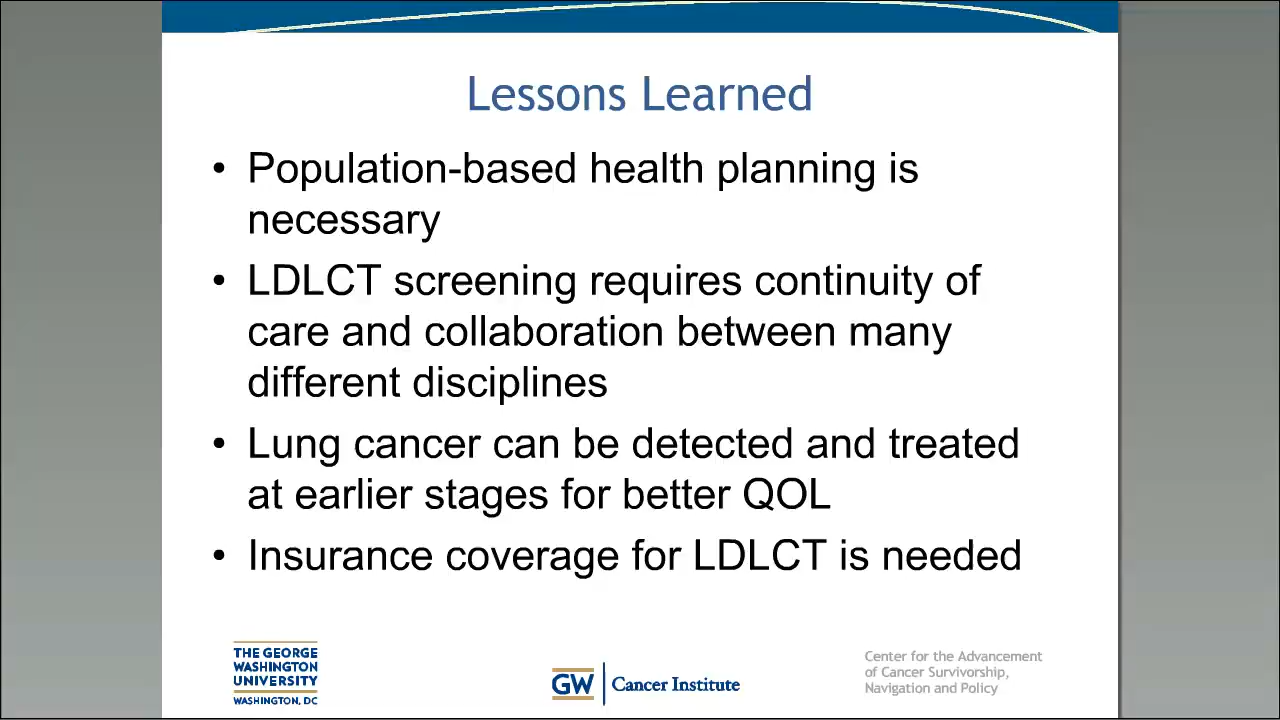 Lessons Learned
• Population-based health planning is
necessary
• LDLCT screening requires continuity of
care and collaboration between many
different disciplines
• Lung cancer can be detected and treated
at earlier stages for better QOL
• Insurance coverage for LDLCT is needed
THE GEORGE
WASHINGTON
UNIVERSITY
WASHINGTON, DC
GW Cancer Institute
Center for the Advancement
of Cancer Survivorship,
Navigation and Policy